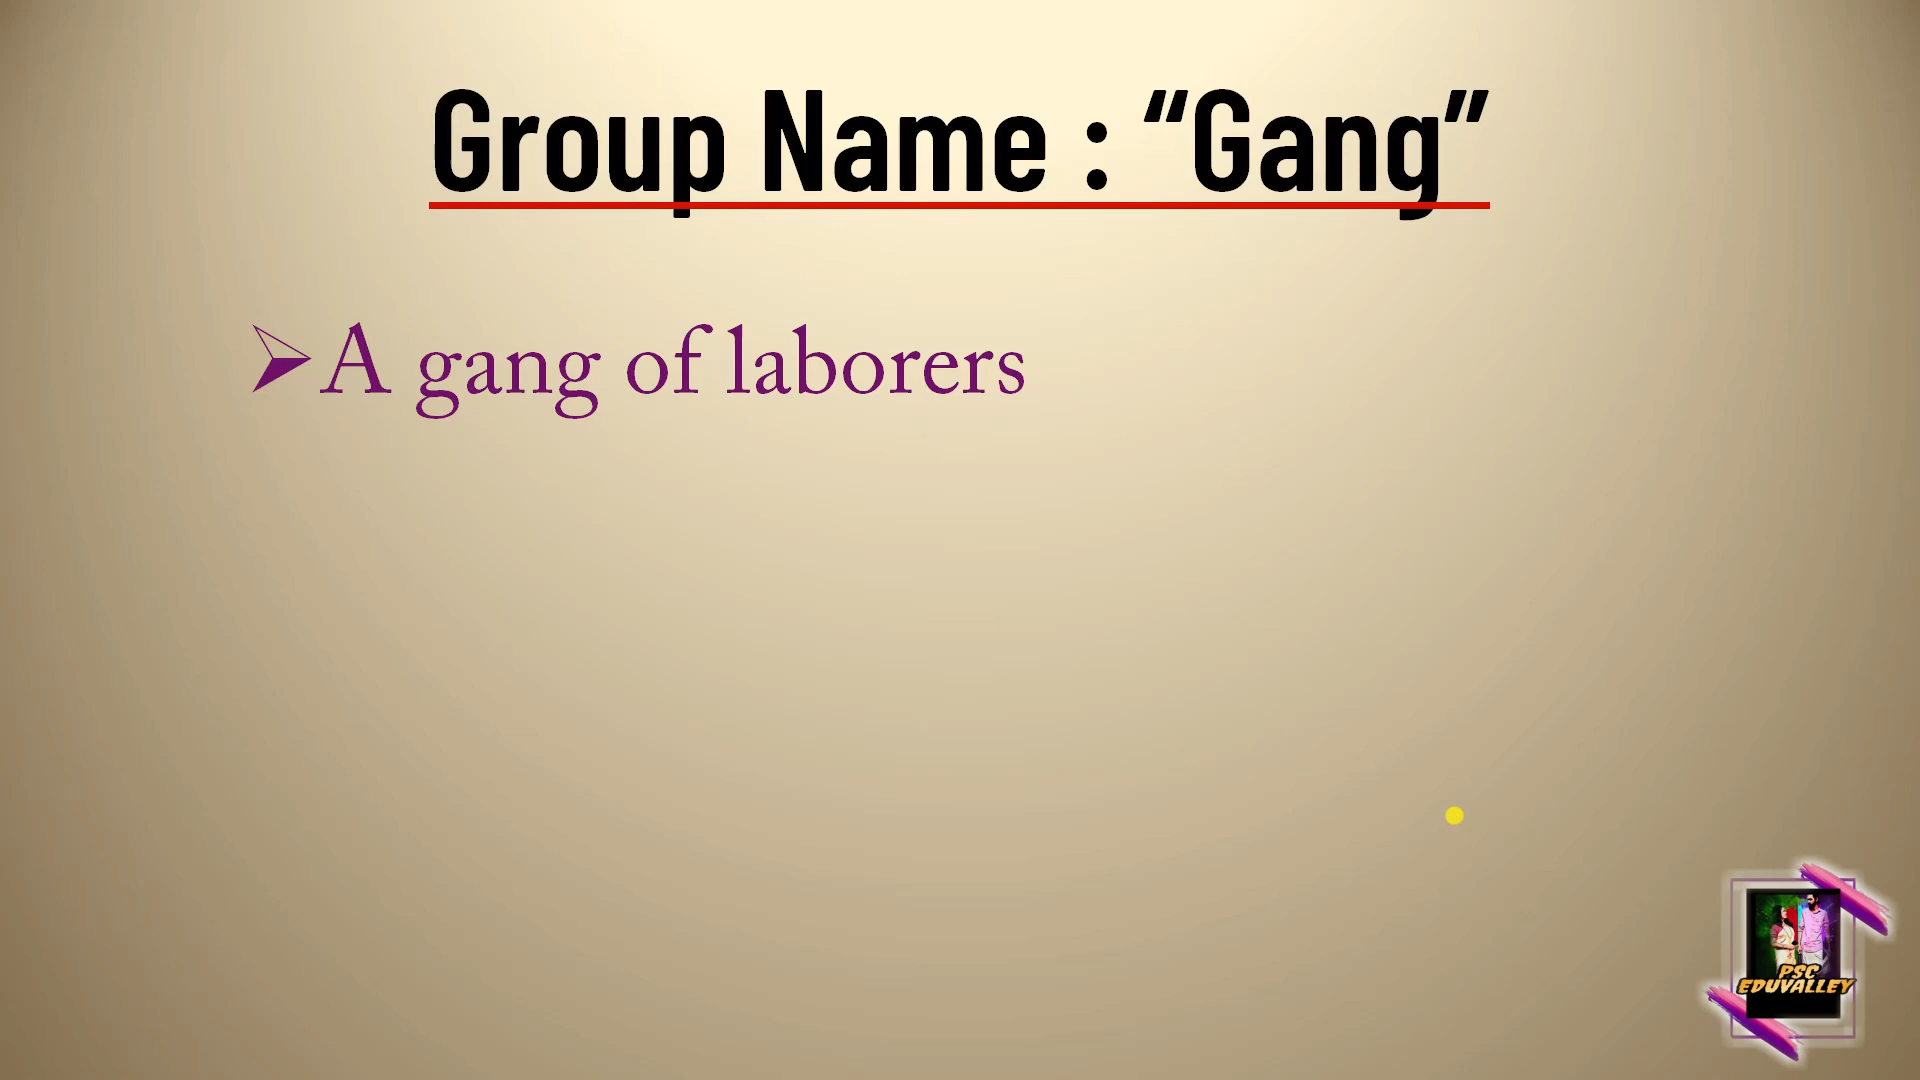 Group Name : “Gang”
➢A gang of laborers
PSC
EDUVALLEY